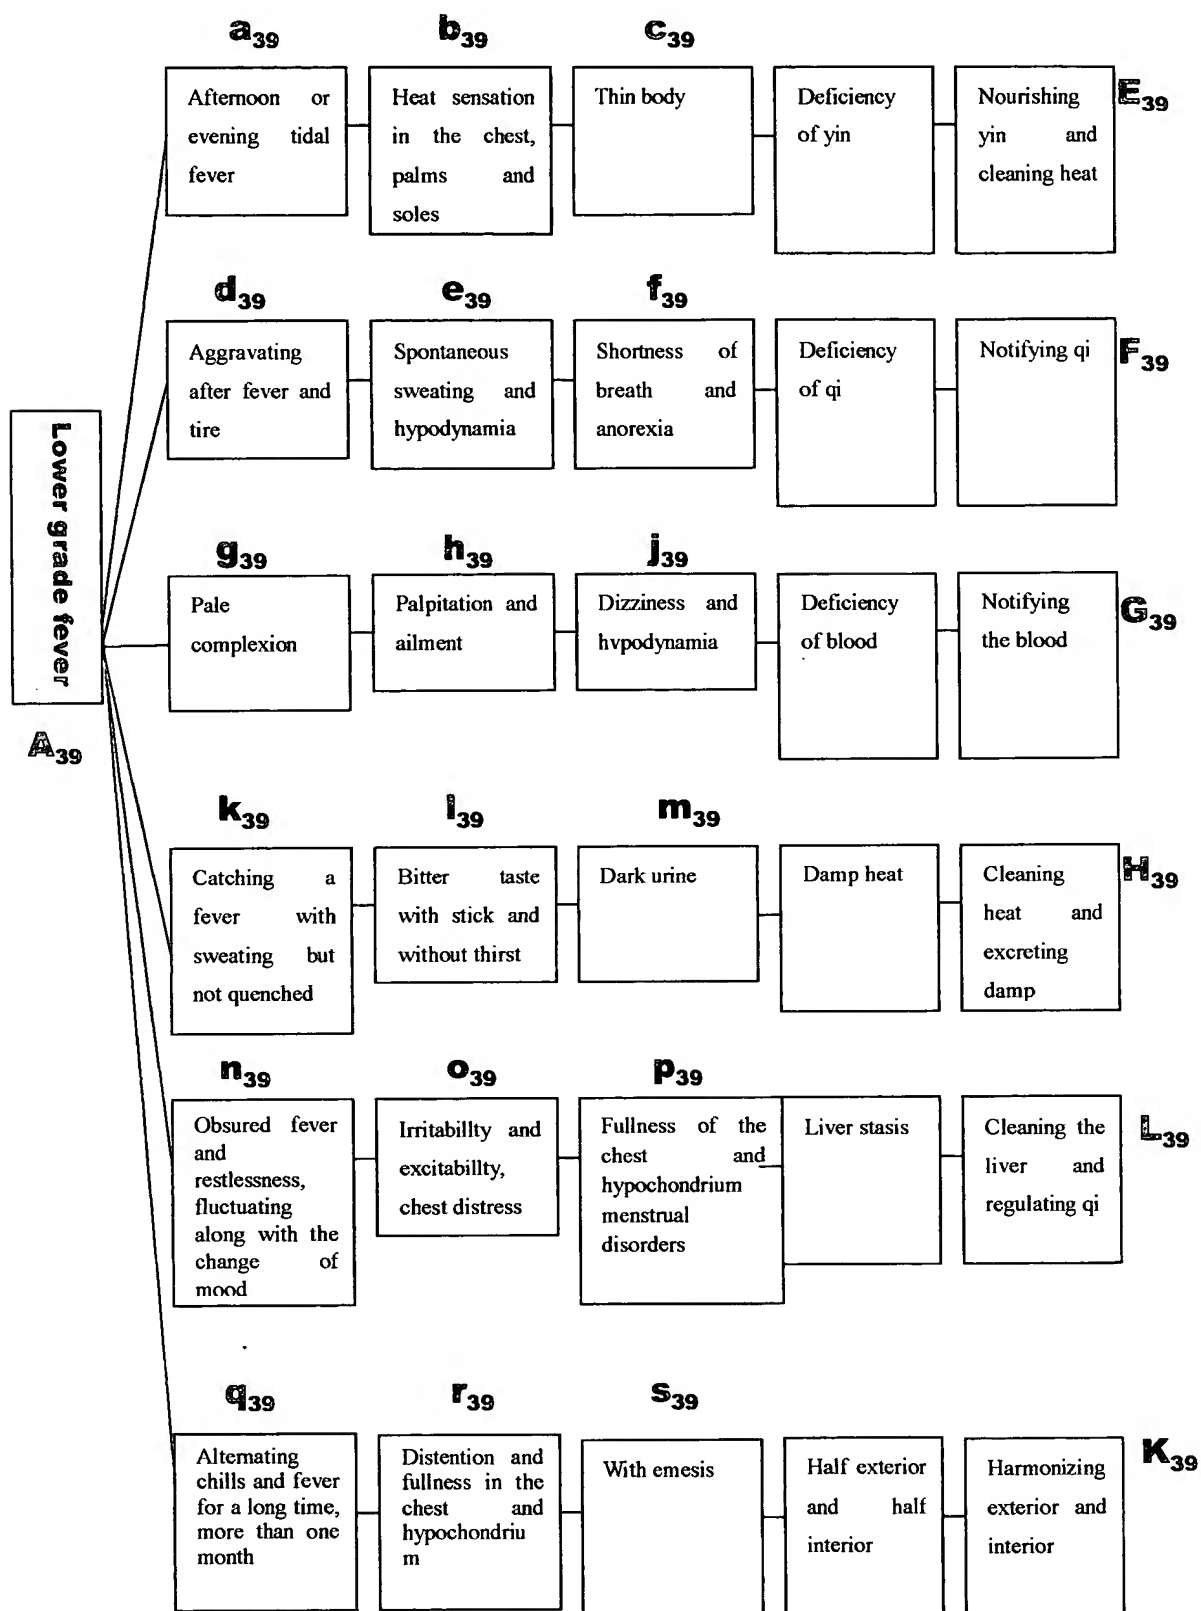 a39
b39
c39
Afternoon or
evening tidal
fever
Heat sensation
in the chest,
palms and
soles
Thin body
Deficiency
of yin
Nourishing
yin and
cleaning heat
E39
d39
e39
f39
Aggravating
after fever and
tire
Spontaneous
sweating and
hypodynamia
Shortness of
breath and
anorexia
Deficiency
of qi
Notifying qi
F39
Lower grade fever
A39
g39
h39
j39
Pale
complexion
Palpitation and
ailment
Dizziness and
hvpodynamia
Deficiency
of blood
Notifying
the blood
G39
k39
l39
m39
Catching a
fever with
sweating but
not quenched
Bitter taste
with stick and
without thirst
Dark urine
Damp heat
Cleaning
heat and
excreting
damp
H39
n39
o39
p39
Obsured fever
and
restlessness,
fluctuating
along with the
change of
mood
Irritabillty and
excitabillty,
chest distress
Fullness of the
chest and
hypochondrium
menstrual
disorders
Liver stasis
Cleaning the
liver and
regulating qi
L39
q39
r39
s39
Alternating
chills and fever
for a long time,
more than one
month
Distention and
fullness in the
chest and
hypochondriu
m
With emesis
Half exterior
and half
interior
Harmonizing
exterior and
interior
K39